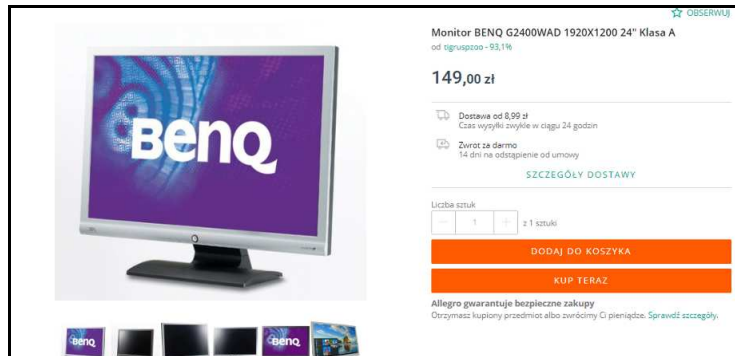 OBSERWUJ
Monitor BENQ G2400WAD 1920X1200 24" Klasa A
od tigruspzoo - 93,1%
149,00 zł
Dostawa od 8,99 zł
Czas wysyłki zwykle w ciągu 24 godzin
Zwrot za darmo
14 dni na odstąpienie od umowy
SZCZEGÓŁY DOSTAWY
Liczba sztuk
1 z 1 sztuki
DODAJ DO KOSZYKA
KUP TERAZ
Allegro gwarantuje bezpieczne zakupy
Otrzymasz kupiony przedmiot albo zwrócimy Ci pieniądze. Sprawdź szczegóły.
BenQ
BenQ
BenQ